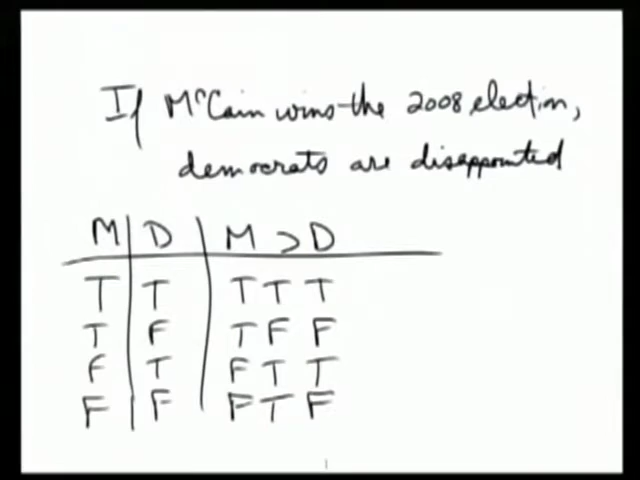 If McCain wins the 2008 election,
democrats are disappointed
M D M ⊃ D
T T T T T
T F T F F
F T F T T
F F F T F